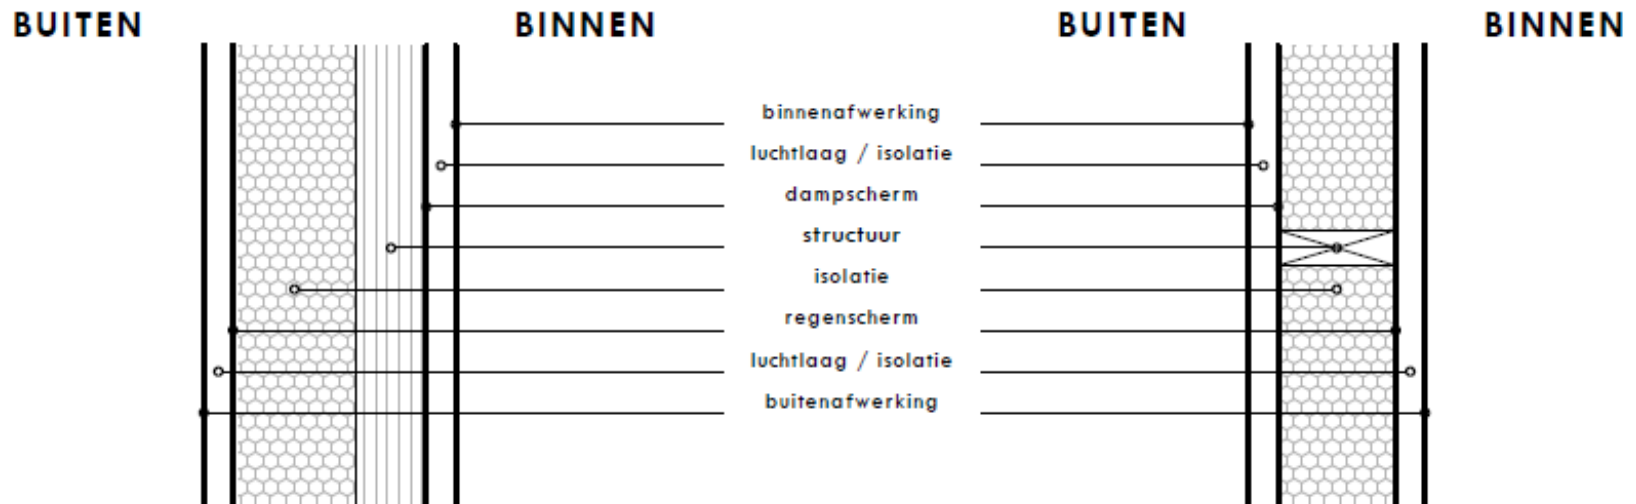 BUITEN BINNEN BUITEN BINNEN
binnenafwerking
luchtlaag / isolatie
dampscherm
structuur
isolatie
regenscherm
luchtlaag / isolatie
buitenafwerking